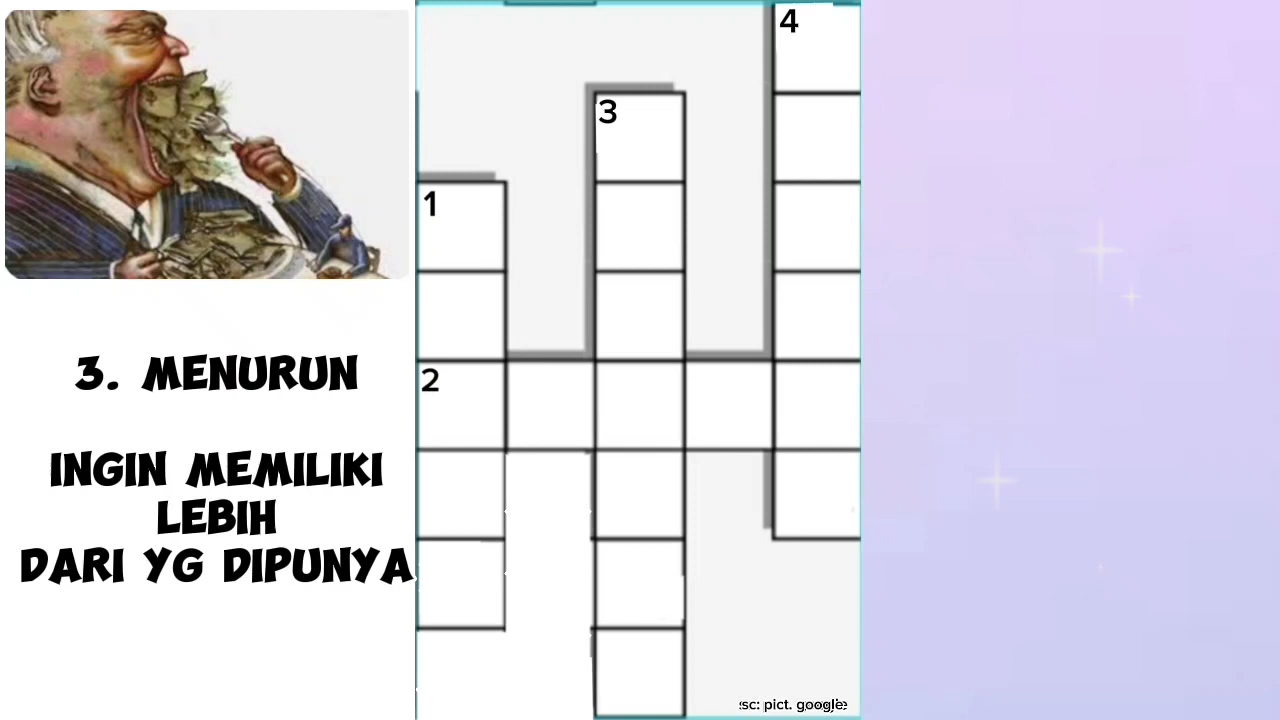 3. MENURUN
INGIN MEMILIKI
LEBIH
DARI YG DIPUNYA
4
3
1
2
sc: pict. google